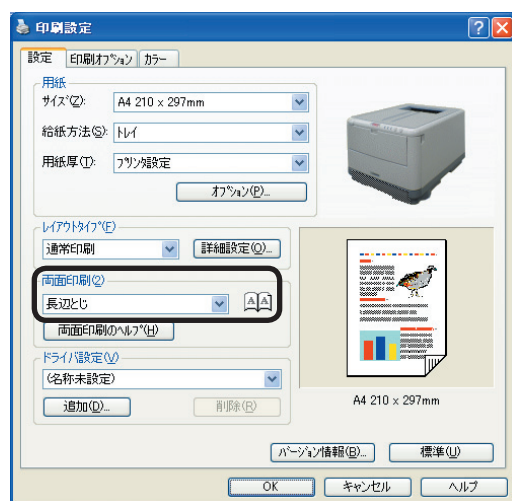 印刷設定
設定 印刷オプション カラー
用紙
サイズ(Z): A4 210 x 297mm
給紙方法(S): トレイ
用紙厚(T): プリンタ設定
オプション(P)...
レイアウトタイプ(F)
通常印刷 詳細設定(O)...
両面印刷(2)
長辺とじ AA
両面印刷のヘルプ(H)
ドライバ設定(V)
(名称未設定)
追加(D)... 削除(R)
A4 210 x 297mm
バージョン情報(B)... 標準(U)
OK キャンセル ヘルプ